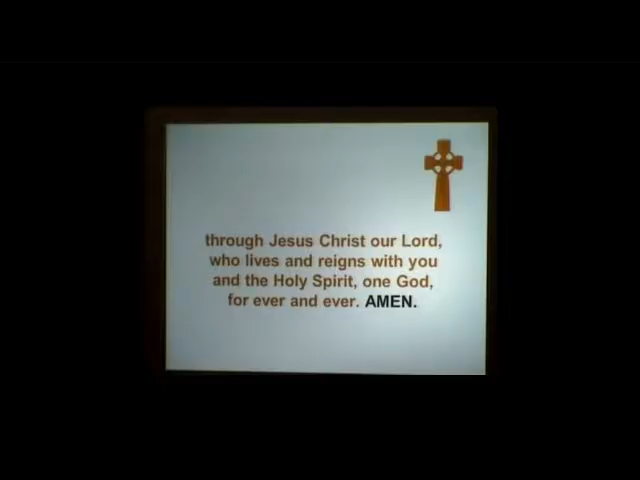 through Jesus Christ our Lord,
who lives and reigns with you
and the Holy Spirit, one God,
for ever and ever. AMEN.